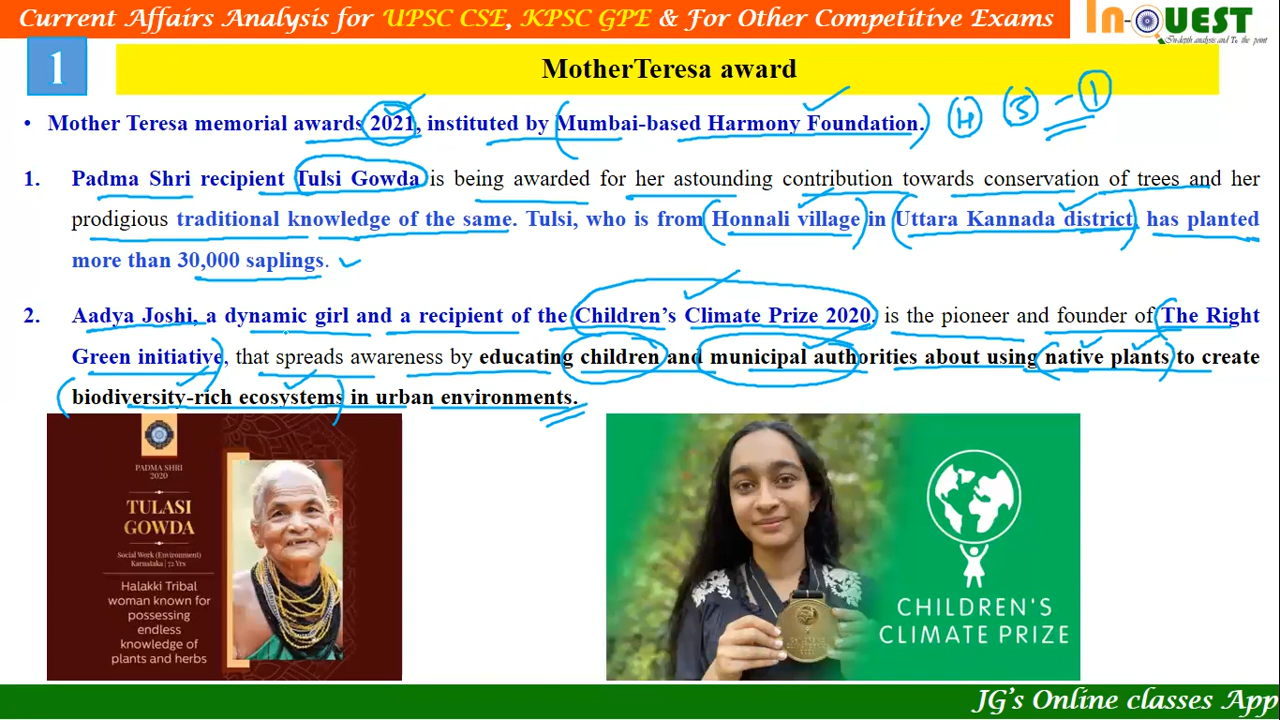 Current Affairs Analysis for UPSC CSE, KPSC GPE & For Other Competitive Exams
In-QUEST
In-depth analysis and To the point
1
MotherTeresa award
• Mother Teresa memorial awards 2021, instituted by Mumbai-based Harmony Foundation.
1. Padma Shri recipient Tulsi Gowda is being awarded for her astounding contribution towards conservation of trees and her
prodigious traditional knowledge of the same. Tulsi, who is from Honnali village in Uttara Kannada district, has planted
more than 30,000 saplings.
2. Aadya Joshi, a dynamic girl and a recipient of the Children's Climate Prize 2020, is the pioneer and founder of The Right
Green initiative, that spreads awareness by educating children and municipal authorities about using native plants to create
biodiversity-rich ecosystems in urban environments.
PADMA SHRI
2020
TULASI
GOWDA
Social Work (Environment)
Karnataka | 72 Yrs
Halakki Tribal
woman known for
possessing
endless
knowledge of
plants and herbs
CHILDREN'S
CLIMATE PRIZE
JG's Online classes App